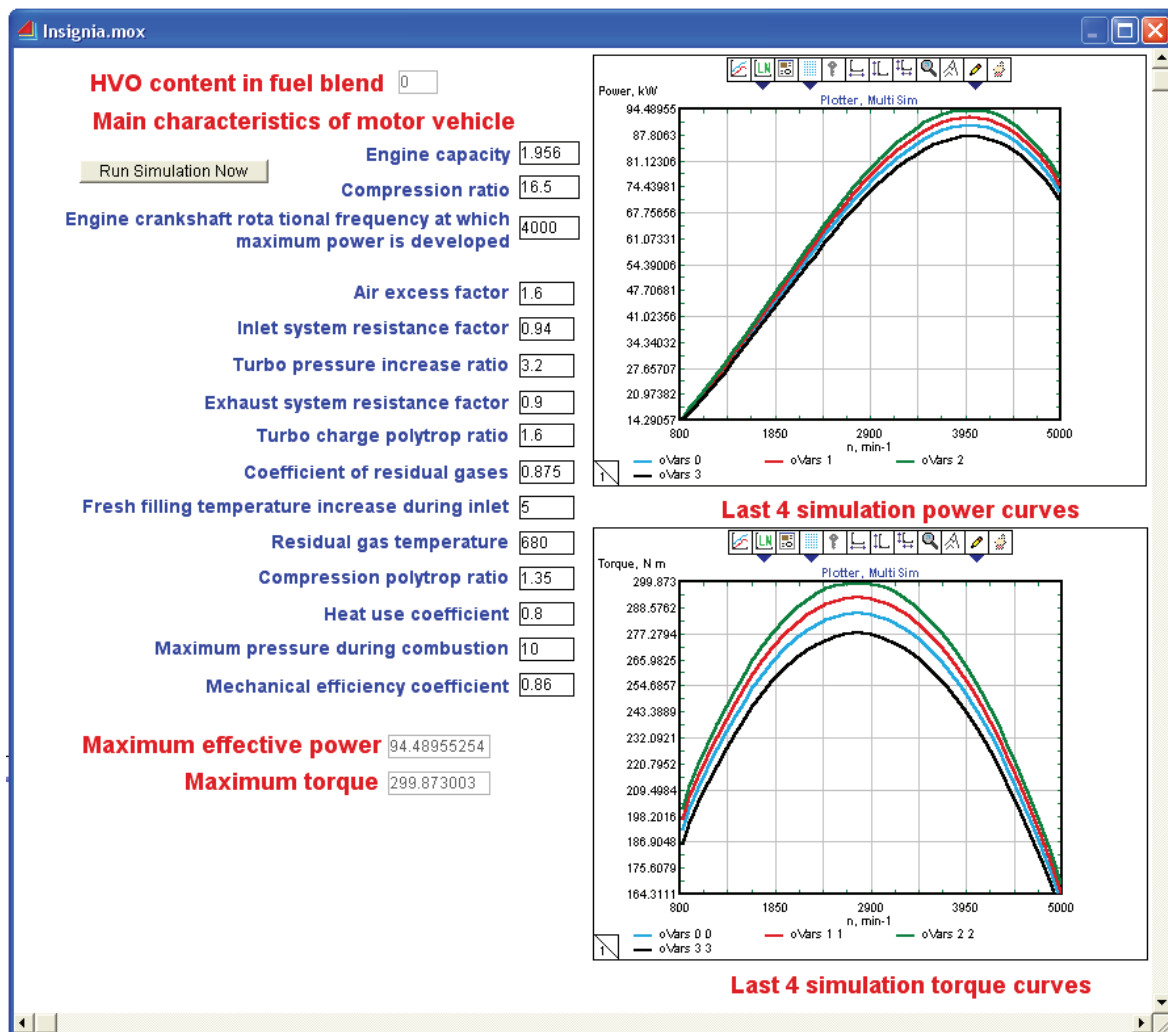 Insignia.mox
HVO content in fuel blend 0
Main characteristics of motor vehicle
Run Simulation Now
Engine capacity 1.956
Compression ratio 16.5
Engine crankshaft rota tional frequency at which
maximum power is developed 4000
Air excess factor 1.6
Inlet system resistance factor 0.94
Turbo pressure increase ratio 3.2
Exhaust system resistance factor 0.9
Turbo charge polytrop ratio 1.6
Coefficient of residual gases 0.875
Fresh filling temperature increase during inlet 5
Residual gas temperature 680
Compression polytrop ratio 1.35
Heat use coefficient 0.8
Maximum pressure during combustion 10
Mechanical efficiency coefficient 0.86
Maximum effective power 94.48955254
Maximum torque 299.873003
LN
Power, kW
Plotter, Multi Sim
94.48955
87.8063
81.12306
74.43981
67.75656
61.07331
54.39006
47.70681
41.02356
34.34032
27.65707
20.97382
14.29057
800 1850 2900 3950 5000
n, min-1
oVars 0 oVars 1 oVars 2
oVars 3
1
Last 4 simulation power curves
LN
Torque, N m
Plotter, Multi Sim
299.873
288.5762
277.2794
265.9825
254.6857
243.3889
232.0921
220.7952
209.4984
198.2016
186.9048
175.6079
164.3111
800 1850 2900 3950 5000
n, min-1
oVars 0 0 oVars 1 1 oVars 2 2
oVars 3 3
1
Last 4 simulation torque curves